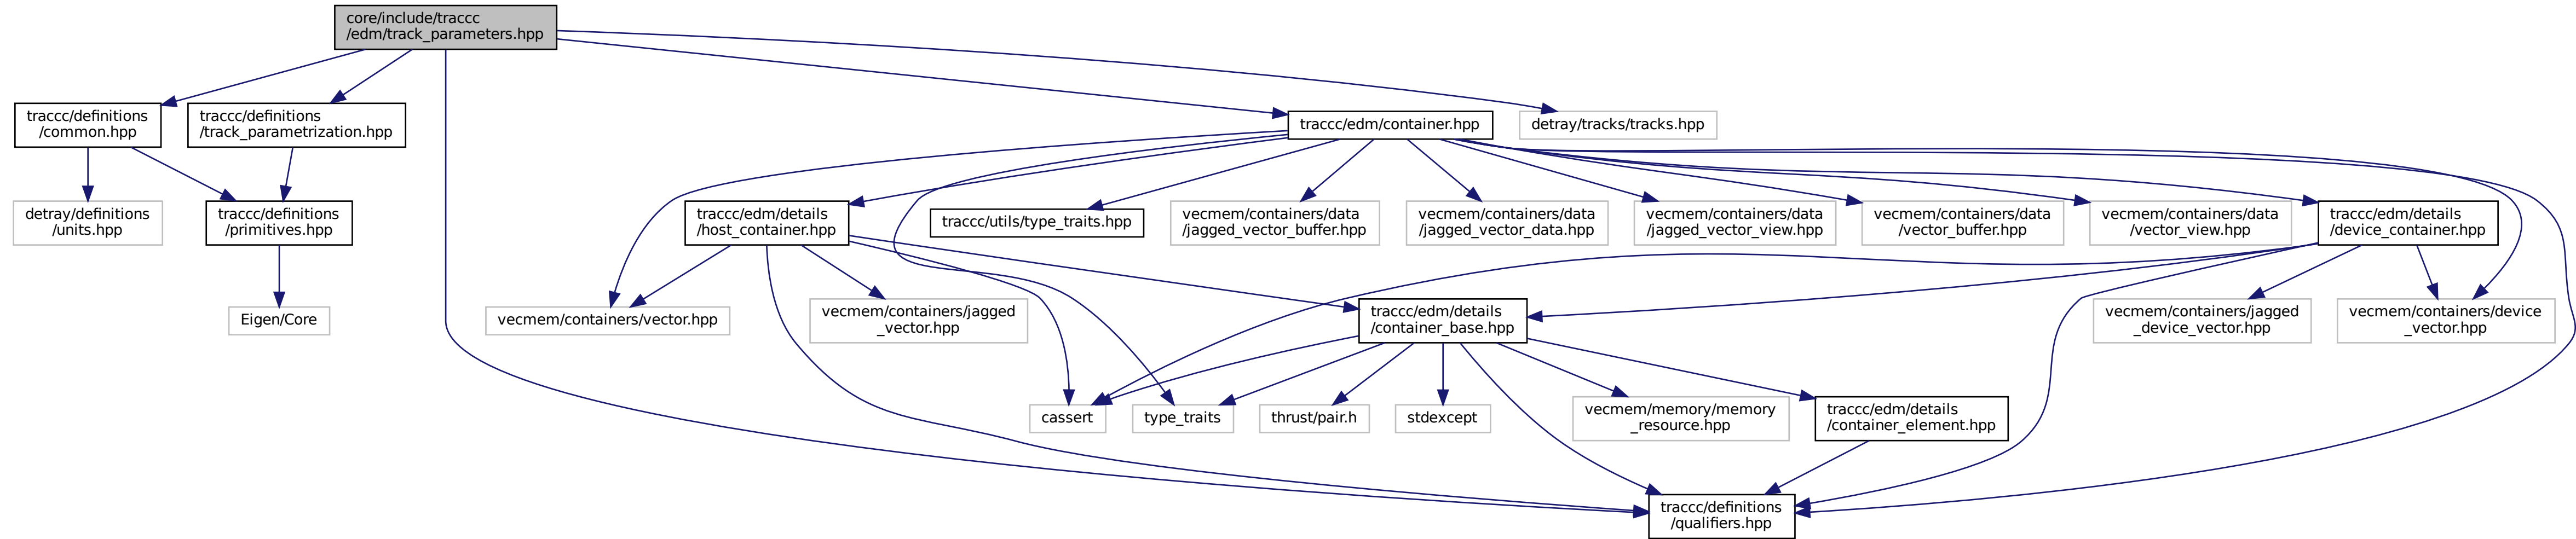 core/include/traccc
/edm/track_parameters.hpp
traccc/definitions
/common.hpp
traccc/definitions
/track_parametrization.hpp
traccc/edm/container.hpp
detray/tracks/tracks.hpp
detray/definitions
/units.hpp
traccc/definitions
/primitives.hpp
traccc/edm/details
/host_container.hpp
traccc/utils/type_traits.hpp
vecmem/containers/data
/jagged_vector_buffer.hpp
vecmem/containers/data
/jagged_vector_data.hpp
vecmem/containers/data
/jagged_vector_view.hpp
vecmem/containers/data
/vector_buffer.hpp
vecmem/containers/data
/vector_view.hpp
traccc/edm/details
/device_container.hpp
Eigen/Core
vecmem/containers/vector.hpp
vecmem/containers/jagged
_vector.hpp
traccc/edm/details
/container_base.hpp
vecmem/containers/jagged
_device_vector.hpp
vecmem/containers/device
_vector.hpp
cassert
type_traits
thrust/pair.h
stdexcept
vecmem/memory/memory
_resource.hpp
traccc/edm/details
/container_element.hpp
traccc/definitions
/qualifiers.hpp